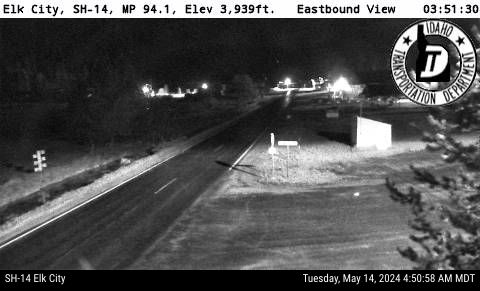 Elk City, SH-14, MP 94.1, Elev 3,939ft. Eastbound View 03:51:30
IDAHO
TRANSPORTATION DEPARTMENT
SH-14 Elk City Tuesday, May 14, 2024 4:50:58 AM MDT